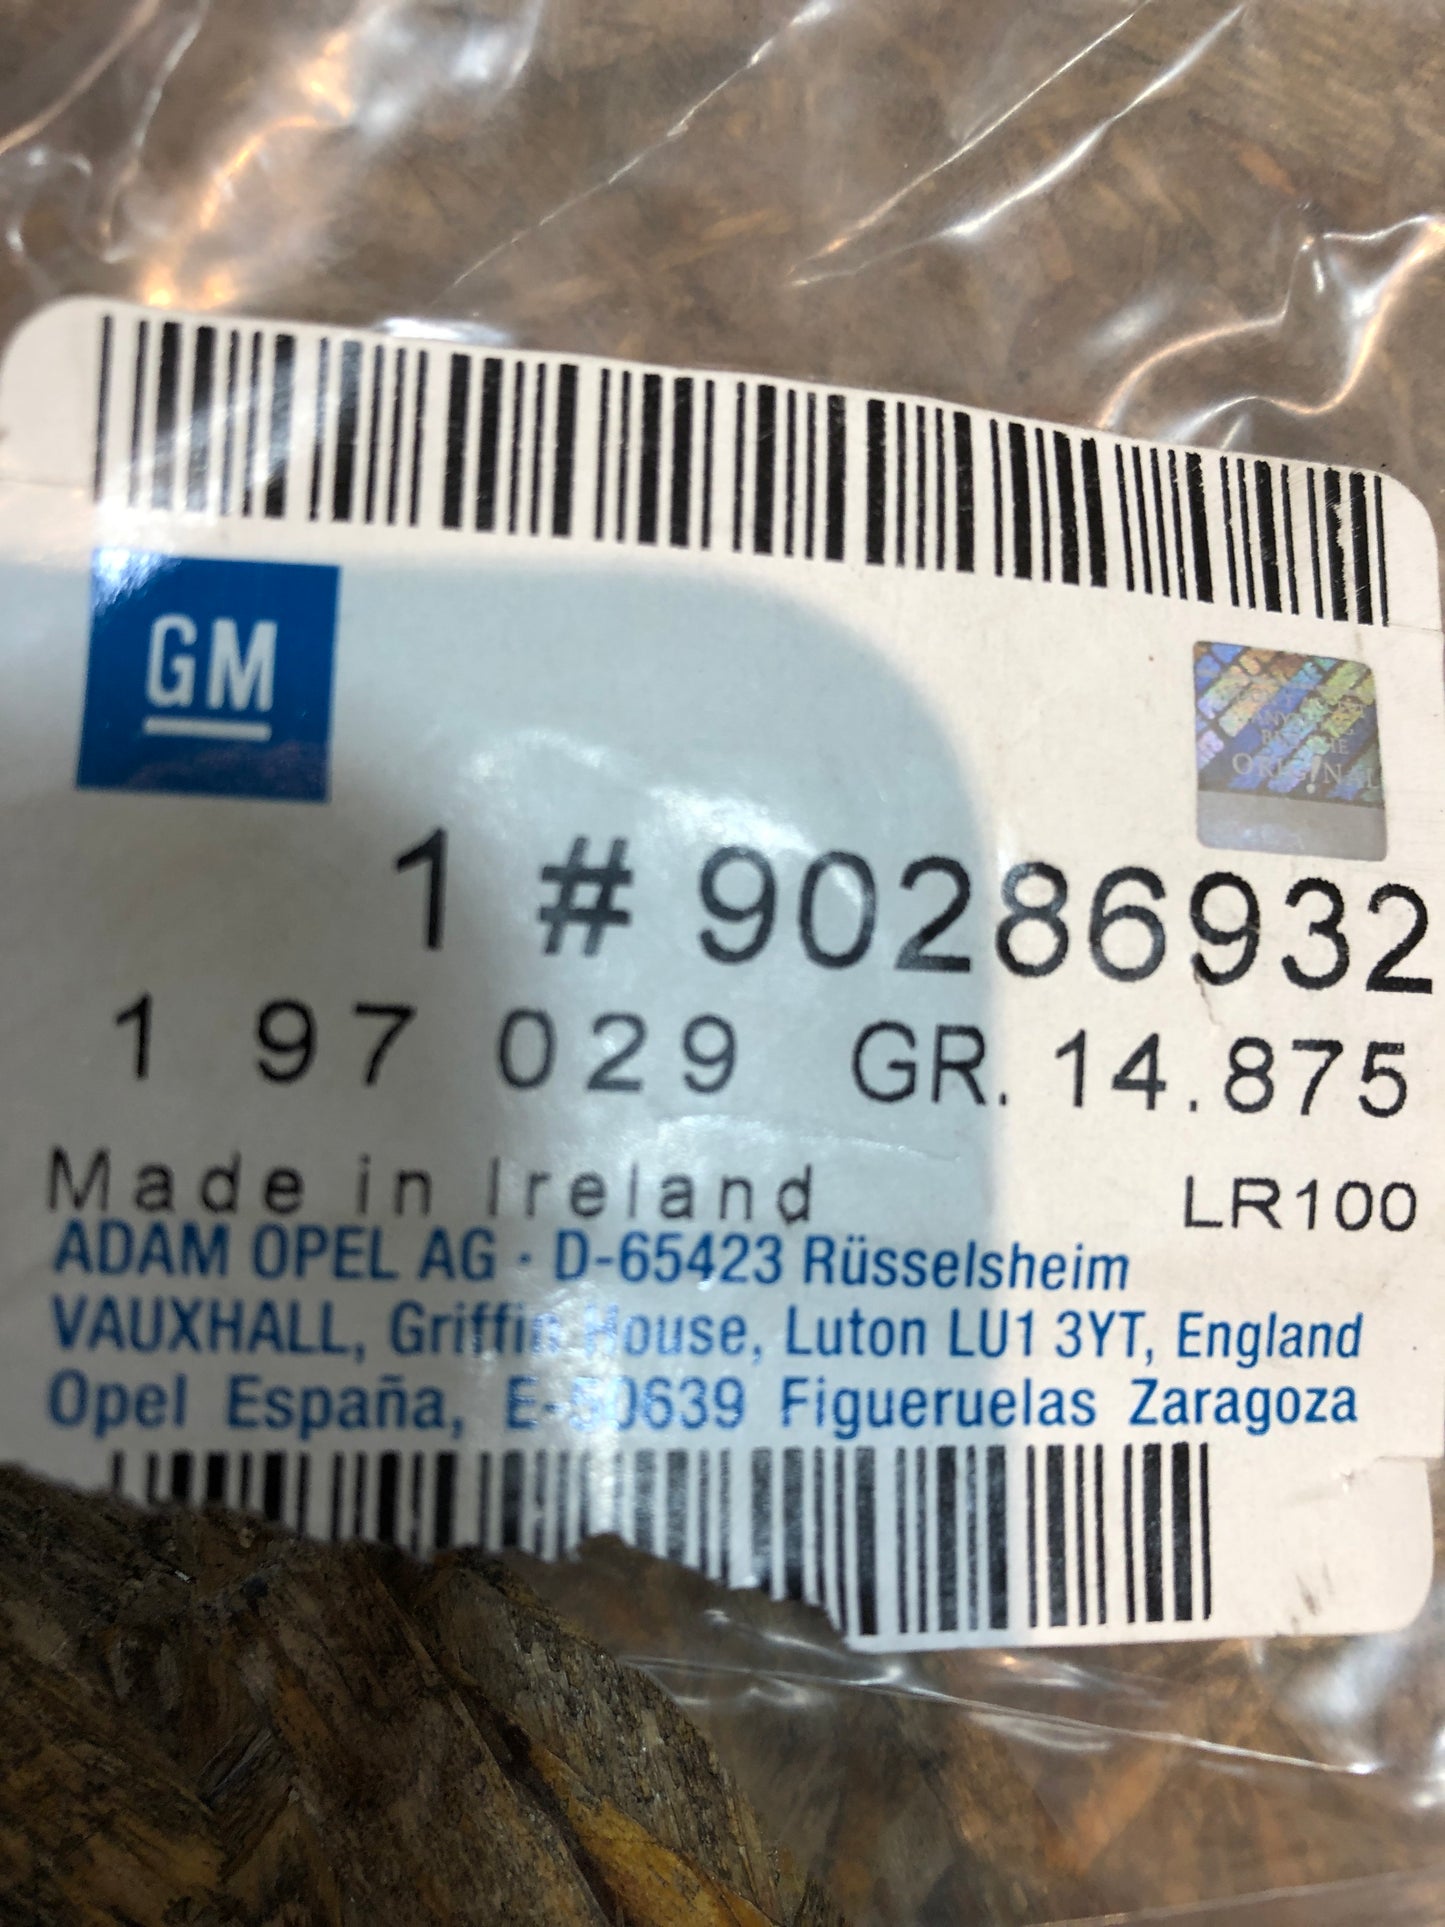 GM
ORIGINAL
1 # 90286932
1 97 029 GR. 14.875
Made in Ireland LR100
ADAM OPEL AG · D-65423 Rüsselsheim
VAUXHALL, Griffin House, Luton LU1 3YT, England
Opel España, E-50639 Figueruelas Zaragoza